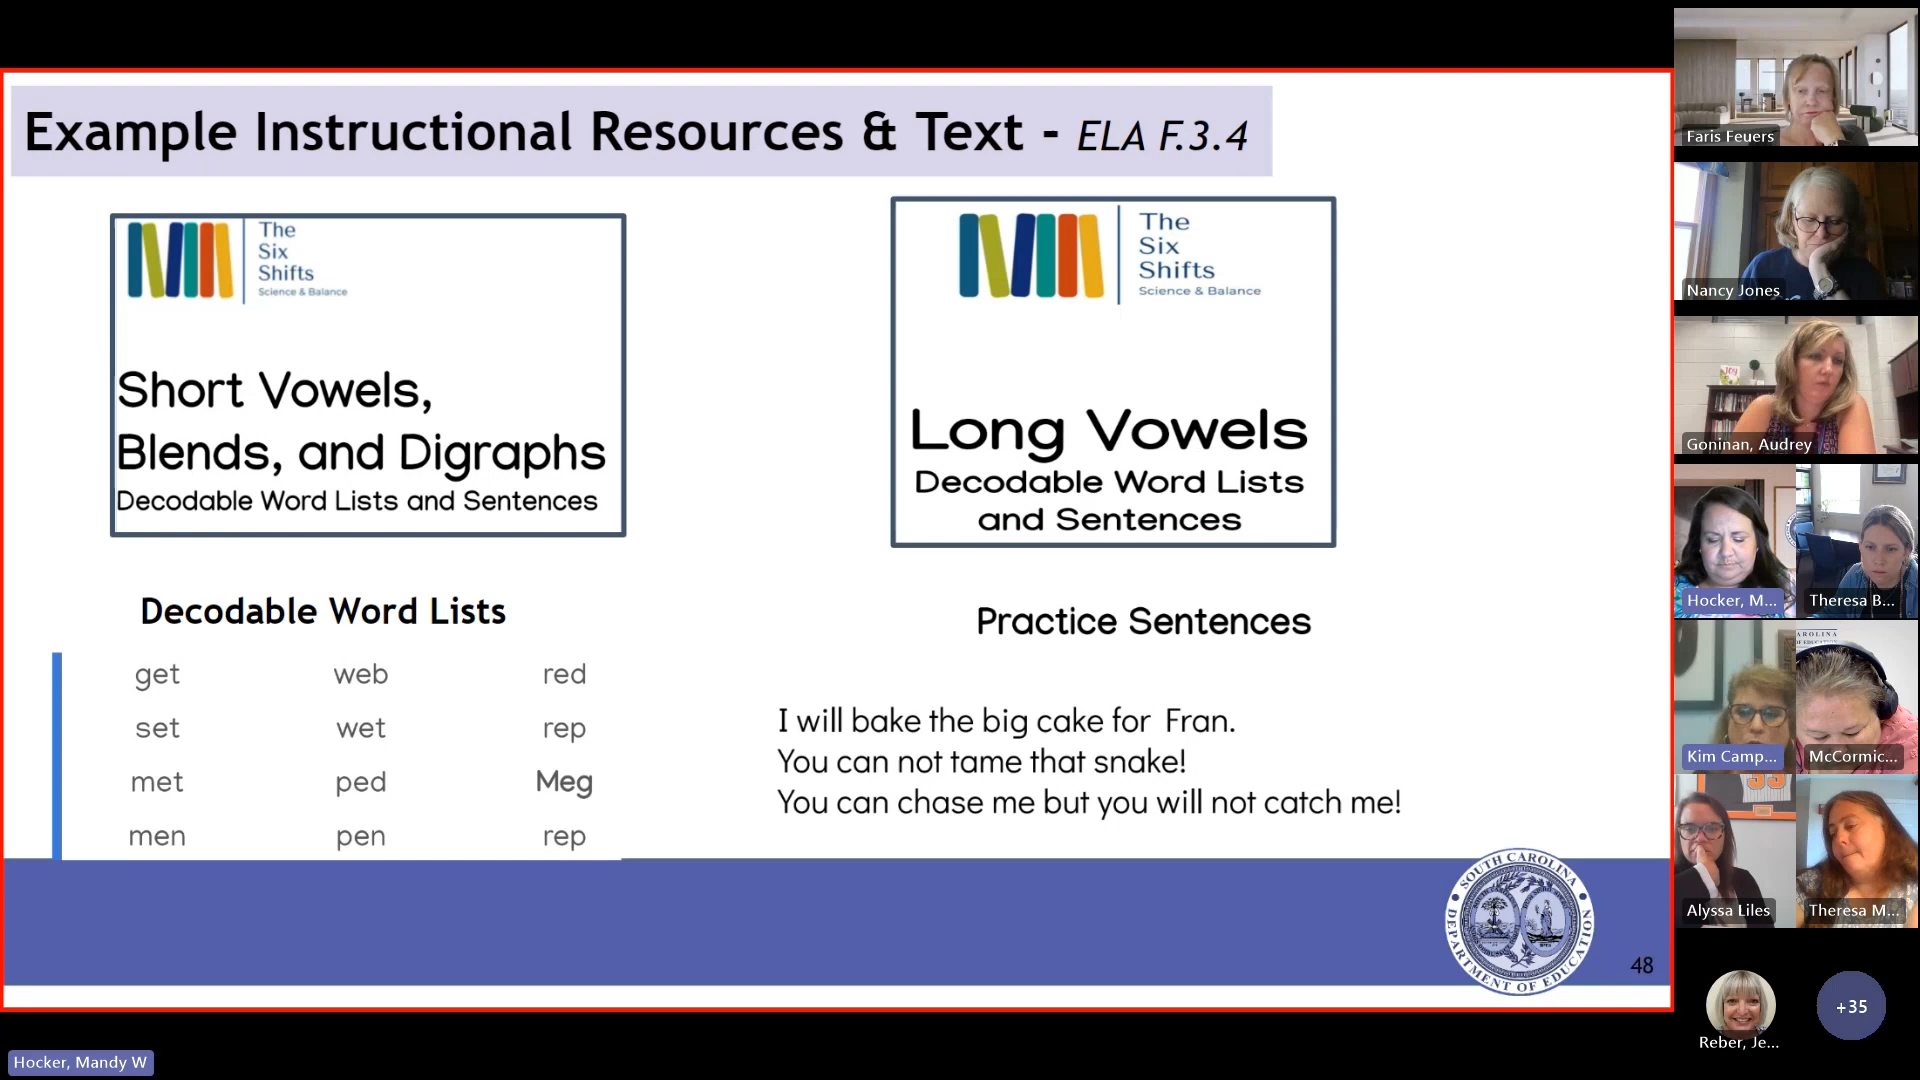 Example Instructional Resources & Text - ELA F.3.4
The
Six
Shifts
Science & Balance
Short Vowels,
Blends, and Digraphs
Decodable Word Lists and Sentences
The
Six
Shifts
Science & Balance
Long Vowels
Decodable Word Lists
and Sentences
Decodable Word Lists
get web red
set wet rep
met ped Meg
men pen rep
Practice Sentences
I will bake the big cake for Fran.
You can not tame that snake!
You can chase me but you will not catch me!
SOUTH CAROLINA
DEPARTMENT OF EDUCATION
48
Hocker, Mandy W
Faris Feuers
Nancy Jones
JOY
Goninan, Audrey
Hocker, M...
Theresa B...
CAROLINA
OF EDUCATION
Kim Camp...
McCormic...
33
Alyssa Liles
Theresa M...
Reber, Je...
+35